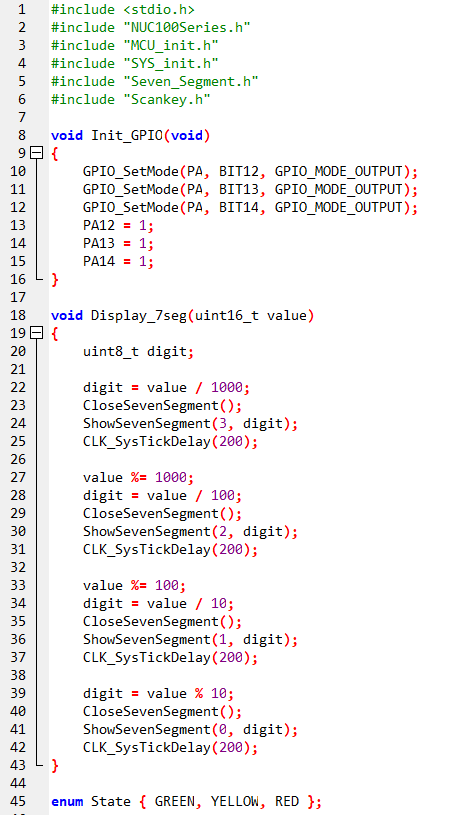 1 #include <stdio.h>
2 #include "NUC100Series.h"
3 #include "MCU_init.h"
4 #include "SYS_init.h"
5 #include "Seven_Segment.h"
6 #include "Scankey.h"
7
8 void Init_GPIO(void)
9 {
10     GPIO_SetMode(PA, BIT12, GPIO_MODE_OUTPUT);
11     GPIO_SetMode(PA, BIT13, GPIO_MODE_OUTPUT);
12     GPIO_SetMode(PA, BIT14, GPIO_MODE_OUTPUT);
13     PA12 = 1;
14     PA13 = 1;
15     PA14 = 1;
16 }
17
18 void Display_7seg(uint16_t value)
19 {
20     uint8_t digit;
21
22     digit = value / 1000;
23     CloseSevenSegment();
24     ShowSevenSegment(3, digit);
25     CLK_SysTickDelay(200);
26
27     value %= 1000;
28     digit = value / 100;
29     CloseSevenSegment();
30     ShowSevenSegment(2, digit);
31     CLK_SysTickDelay(200);
32
33     value %= 100;
34     digit = value / 10;
35     CloseSevenSegment();
36     ShowSevenSegment(1, digit);
37     CLK_SysTickDelay(200);
38
39     digit = value % 10;
40     CloseSevenSegment();
41     ShowSevenSegment(0, digit);
42     CLK_SysTickDelay(200);
43 }
44
45 enum State { GREEN, YELLOW, RED };